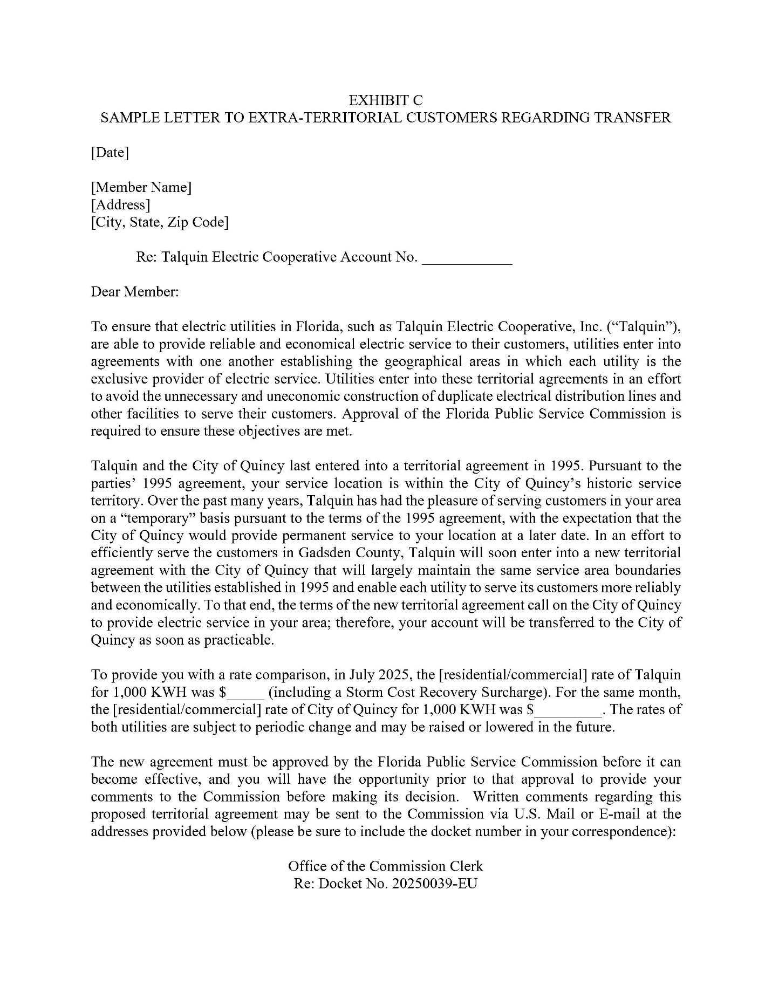 EXHIBIT C
SAMPLE LETTER TO EXTRA-TERRITORIAL CUSTOMERS REGARDING TRANSFER
[Date]
[Member Name]
[Address]
[City, State, Zip Code]
Re: Talquin Electric Cooperative Account No. ____________
Dear Member:
To ensure that electric utilities in Florida, such as Talquin Electric Cooperative, Inc. (“Talquin”),
are able to provide reliable and economical electric service to their customers, utilities enter into
agreements with one another establishing the geographical areas in which each utility is the
exclusive provider of electric service. Utilities enter into these territorial agreements in an effort
to avoid the unnecessary and uneconomic construction of duplicate electrical distribution lines and
other facilities to serve their customers. Approval of the Florida Public Service Commission is
required to ensure these objectives are met.
Talquin and the City of Quincy last entered into a territorial agreement in 1995. Pursuant to the
parties’ 1995 agreement, your service location is within the City of Quincy’s historic service
territory. Over the past many years, Talquin has had the pleasure of serving customers in your area
on a “temporary” basis pursuant to the terms of the 1995 agreement, with the expectation that the
City of Quincy would provide permanent service to your location at a later date. In an effort to
efficiently serve the customers in Gadsden County, Talquin will soon enter into a new territorial
agreement with the City of Quincy that will largely maintain the same service area boundaries
between the utilities established in 1995 and enable each utility to serve its customers more reliably
and economically. To that end, the terms of the new territorial agreement call on the City of Quincy
to provide electric service in your area; therefore, your account will be transferred to the City of
Quincy as soon as practicable.
To provide you with a rate comparison, in July 2025, the [residential/commercial] rate of Talquin
for 1,000 KWH was $_____ (including a Storm Cost Recovery Surcharge). For the same month,
the [residential/commercial] rate of City of Quincy for 1,000 KWH was $_________. The rates of
both utilities are subject to periodic change and may be raised or lowered in the future.
The new agreement must be approved by the Florida Public Service Commission before it can
become effective, and you will have the opportunity prior to that approval to provide your
comments to the Commission before making its decision.  Written comments regarding this
proposed territorial agreement may be sent to the Commission via U.S. Mail or E-mail at the
addresses provided below (please be sure to include the docket number in your correspondence):
Office of the Commission Clerk
Re: Docket No. 20250039-EU